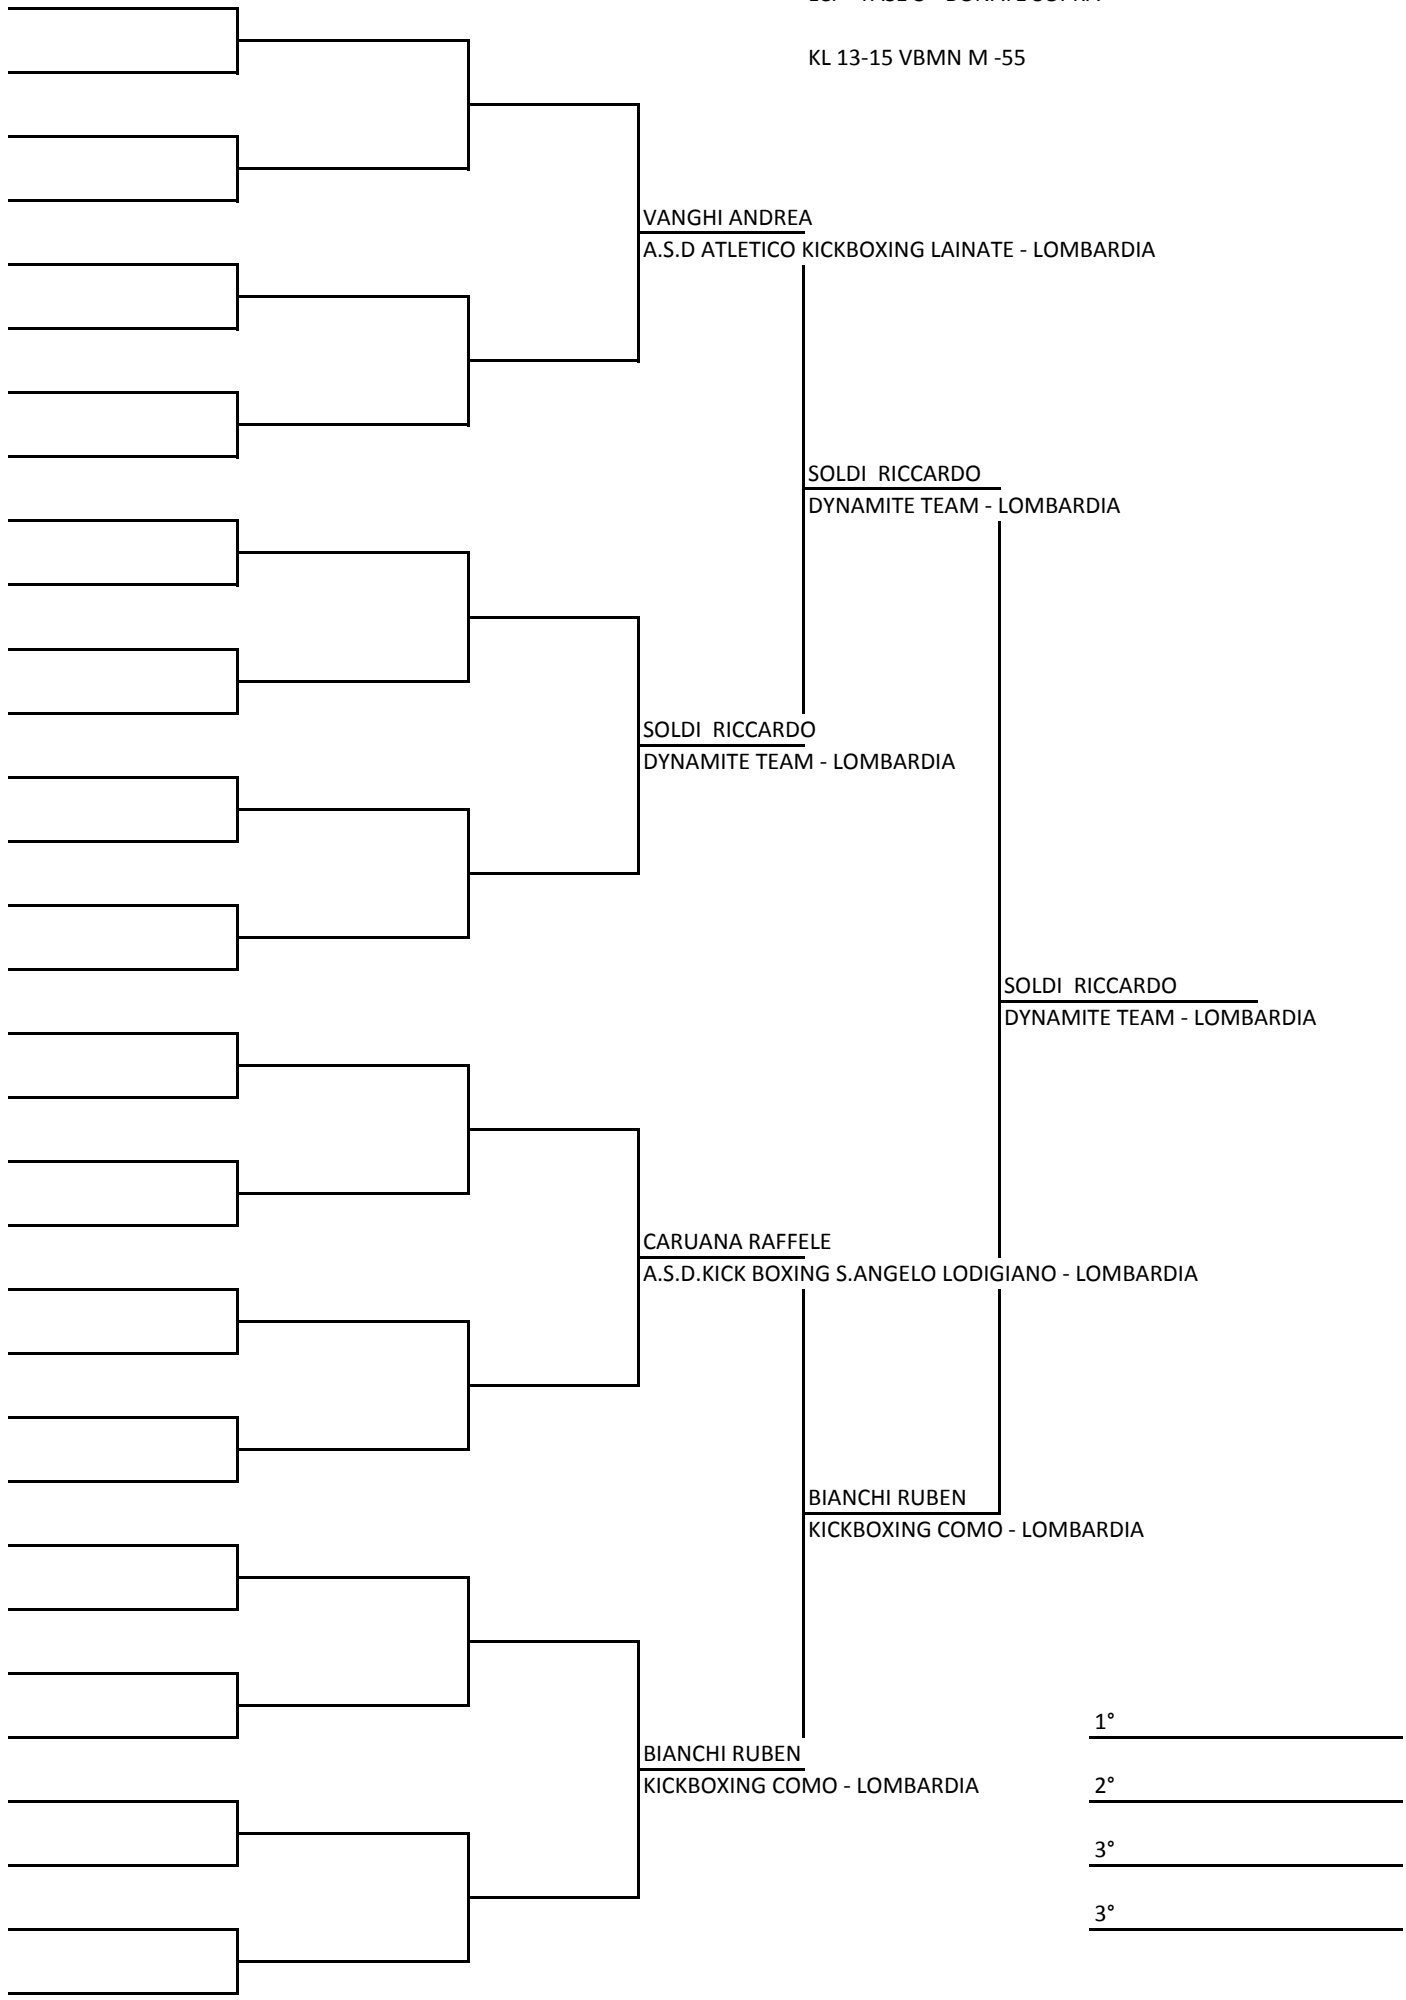 KL 13-15 VBMN M -55
VANGHI ANDREA
A.S.D ATLETICO KICKBOXING LAINATE - LOMBARDIA
SOLDI  RICCARDO
DYNAMITE TEAM - LOMBARDIA
SOLDI  RICCARDO
DYNAMITE TEAM - LOMBARDIA
SOLDI  RICCARDO
DYNAMITE TEAM - LOMBARDIA
CARUANA RAFFELE
A.S.D.KICK BOXING S.ANGELO LODIGIANO - LOMBARDIA
BIANCHI RUBEN
KICKBOXING COMO - LOMBARDIA
1°
BIANCHI RUBEN
KICKBOXING COMO - LOMBARDIA
2°
3°
3°